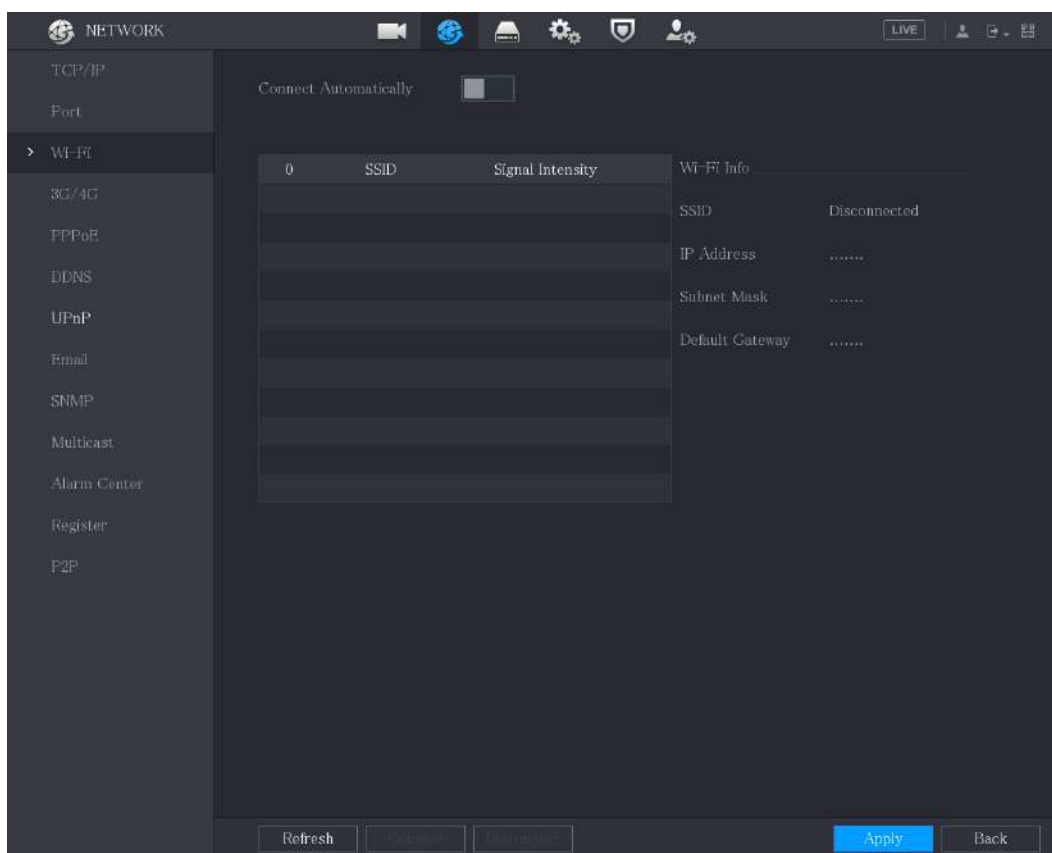 NETWORK
LIVE
TCP/IP
Port
Wi-Fi
3G/4G
PPPoE
DDNS
UPnP
Email
SNMP
Multicast
Alarm Center
Register
P2P
Connect Automatically
0 SSID Signal Intensity
Wi-Fi Info
SSID Disconnected
IP Address .......
Subnet Mask .......
Default Gateway .......
Refresh Connect Disconnect Apply Back